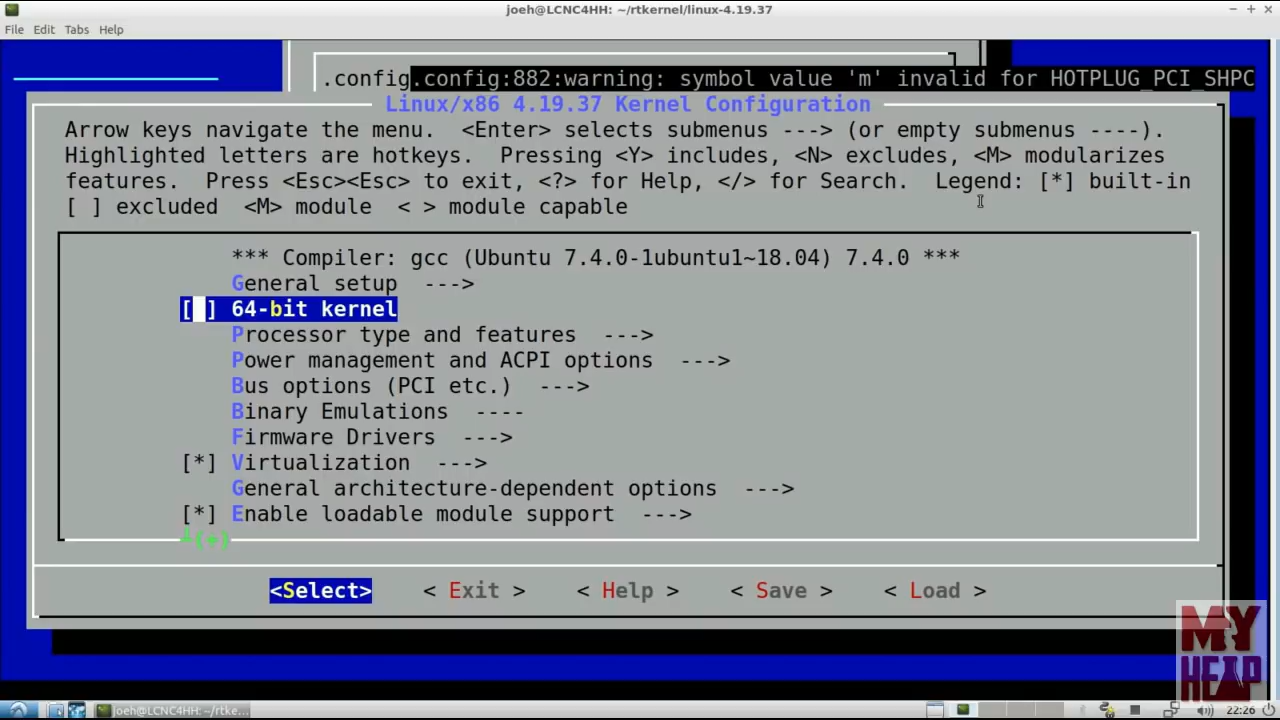 joeh@LCNC4HH: ~/rtkernel/linux-4.19.37
File Edit Tabs Help
.config.config:882:warning: symbol value 'm' invalid for HOTPLUG_PCI_SHPC
Linux/x86 4.19.37 Kernel Configuration
Arrow keys navigate the menu. <Enter> selects submenus ---> (or empty submenus ----).
Highlighted letters are hotkeys. Pressing <Y> includes, <N> excludes, <M> modularizes
features. Press <Esc><Esc> to exit, <?> for Help, </> for Search. Legend: [*] built-in
[ ] excluded <M> module < > module capable
*** Compiler: gcc (Ubuntu 7.4.0-1ubuntu1~18.04) 7.4.0 ***
General setup --->
[ ] 64-bit kernel
Processor type and features --->
Power management and ACPI options --->
Bus options (PCI etc.) --->
Binary Emulations ----
Firmware Drivers --->
[*] Virtualization --->
General architecture-dependent options --->
[*] Enable loadable module support --->
┴(+)
<Select> < Exit > < Help > < Save > < Load >
MY
HEAP
joeh@LCNC4HH: ~/rtke...
22:26